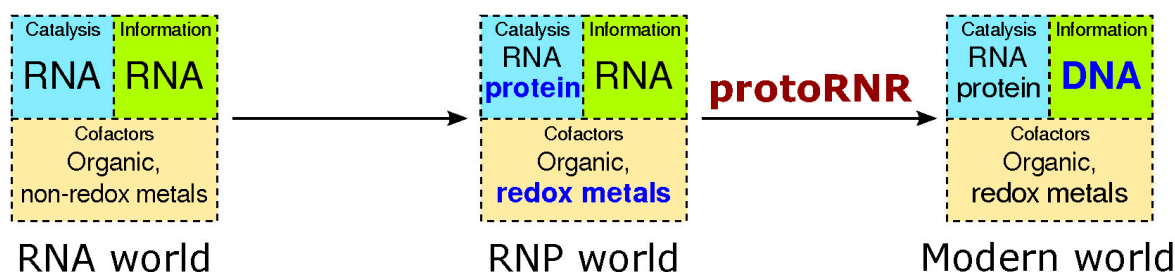 Catalysis
RNA
Information
RNA
Cofactors
Organic,
non-redox metals
RNA world
Catalysis
RNA
protein
Information
RNA
Cofactors
Organic,
redox metals
RNP world
protoRNR
Catalysis
RNA
protein
Information
DNA
Cofactors
Organic,
redox metals
Modern world